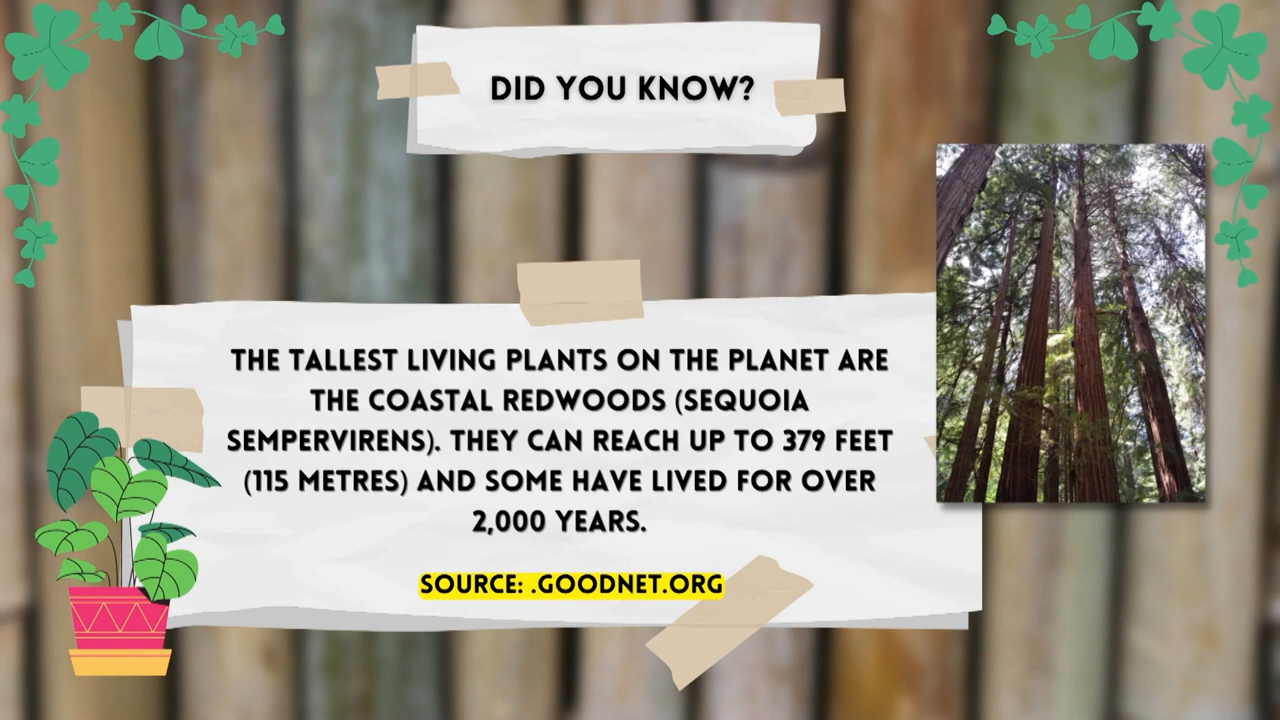 DID YOU KNOW?
THE TALLEST LIVING PLANTS ON THE PLANET ARE
THE COASTAL REDWOODS (SEQUOIA
SEMPERVIRENS). THEY CAN REACH UP TO 379 FEET
(115 METRES) AND SOME HAVE LIVED FOR OVER
2,000 YEARS.
SOURCE: .GOODNET.ORG